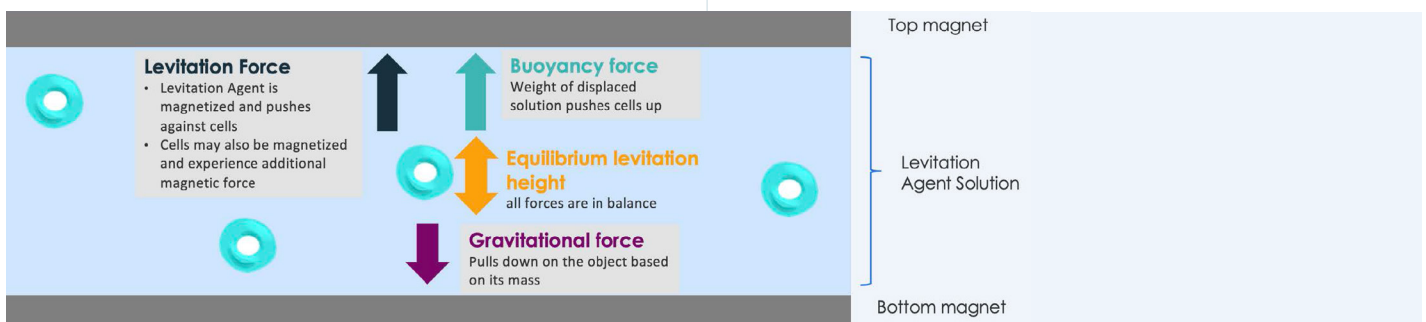 Top magnet
Levitation Force
• Levitation Agent is
magnetized and pushes
against cells
• Cells may also be magnetized
and experience additional
magnetic force
Buoyancy force
Weight of displaced
solution pushes cells up
Equilibrium levitation
height
all forces are in balance
Gravitational force
Pulls down on the object based
on its mass
Levitation
Agent Solution
Bottom magnet